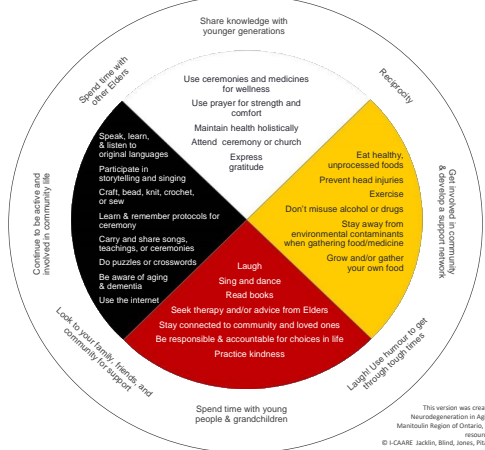 Share knowledge with
younger generations
Spend time with
other Elders
Reciprocity
Use ceremonies and medicines
for wellness
Use prayer for strength and
comfort
Maintain health holistically
Attend ceremony or church
Express
gratitude
Speak, learn,
& listen to
original languages
Participate in
storytelling and singing
Craft, bead, knit, crochet,
or sew
Learn & remember protocols for
ceremony
Carry and share songs,
teachings, or ceremonies
Do puzzles or crosswords
Be aware of aging
& dementia
Use the internet
Eat healthy,
unprocessed foods
Prevent head injuries
Exercise
Don't misuse alcohol or drugs
Stay away from
environmental contaminants
when gathering food/medicine
Grow and/or gather
your own food
Continue to be active and
involved in community life
Get involved in community
& develop a support network
Laugh
Sing and dance
Read books
Seek therapy and/or advice from Elders
Stay connected to community and loved ones
Be responsible & accountable for choices in life
Practice kindness
Look to your family, friends, and
community for support
Laugh! Use humour to get
through tough times
Spend time with young
people & grandchildren
This version was crea
Neurodegeneration in Ag
Manitoulin Region of Ontario,
resour
© I-CAARE Jacklin, Blind, Jones, Pit